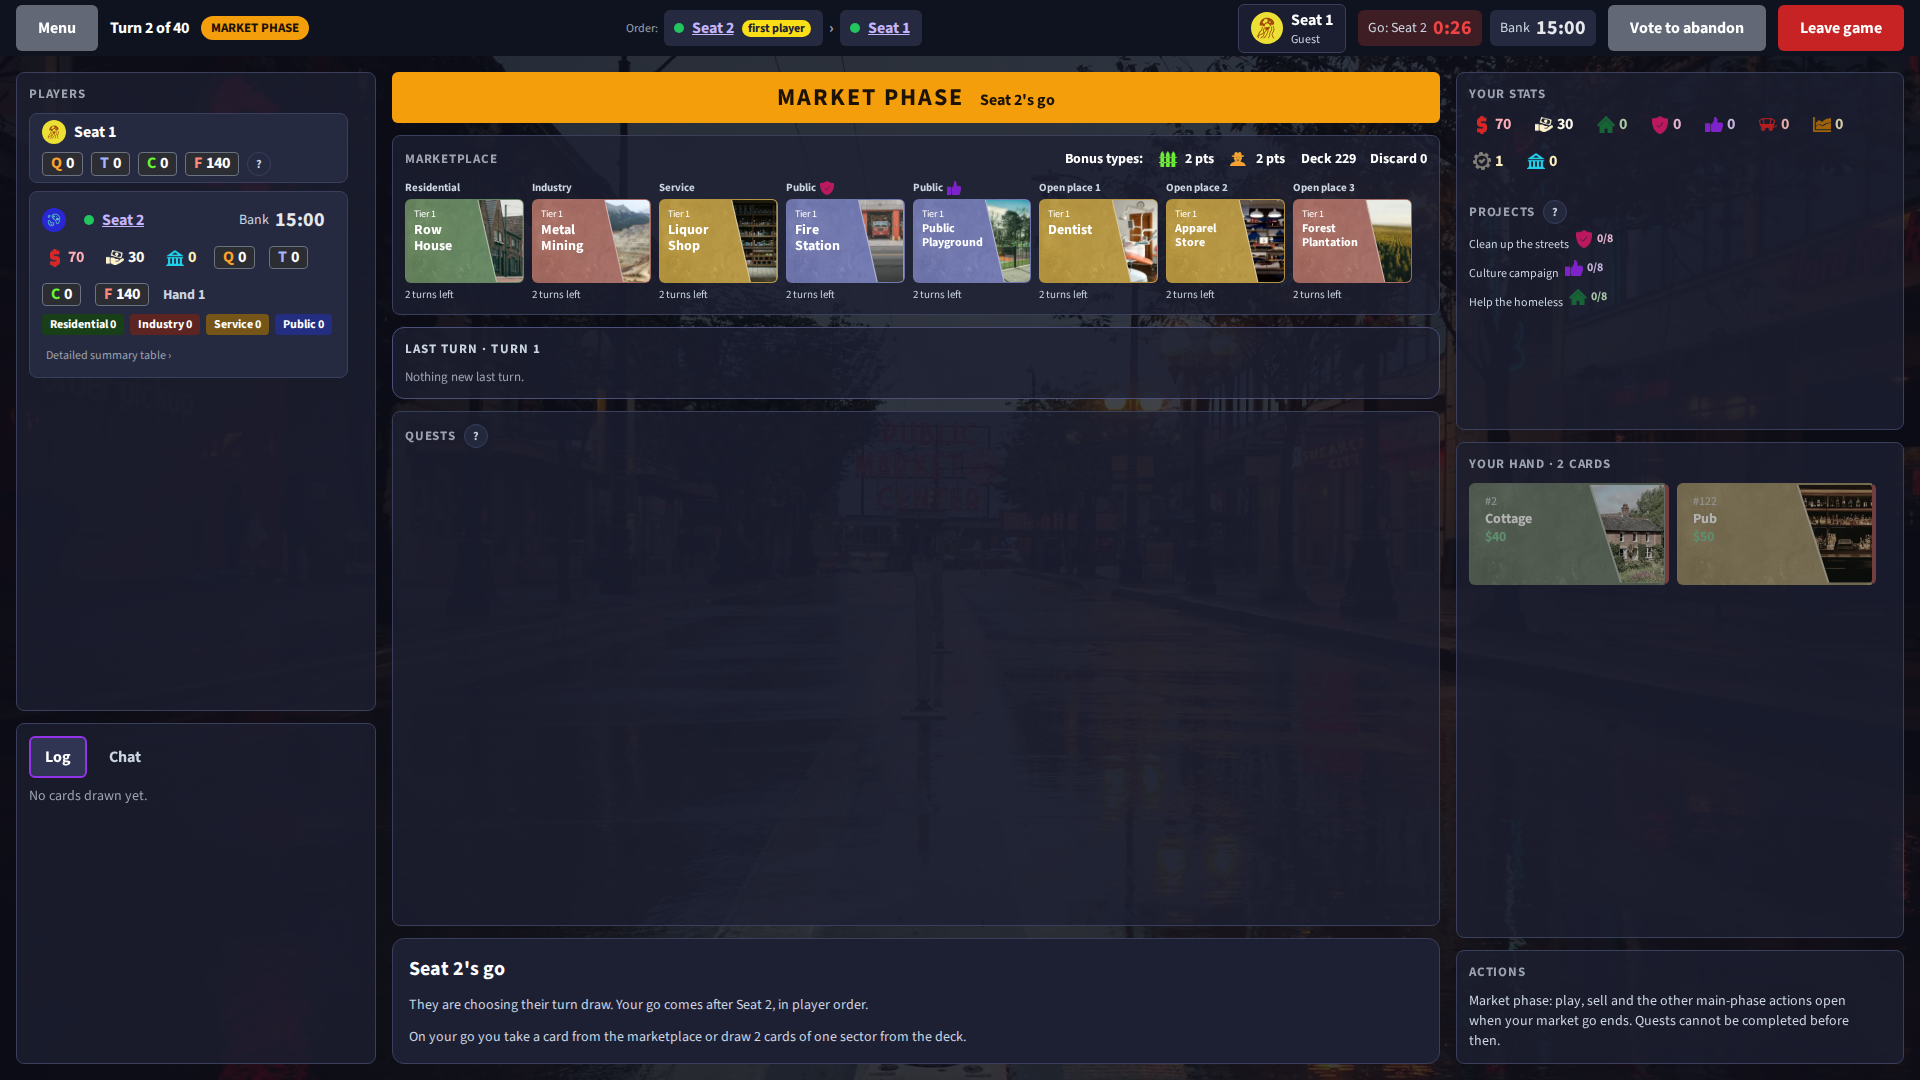 Menu
Turn 2 of 40
MARKET PHASE
Order:
Seat 2
first player
›
Seat 1
Seat 1
Guest
Go: Seat 2 0:26
Bank 15:00
Vote to abandon
Leave game
PLAYERS
Seat 1
Q 0
T 0
C 0
F 140
?
Seat 2
Bank 15:00
70
30
0
Q 0
T 0
C 0
F 140
Hand 1
Residential 0
Industry 0
Service 0
Public 0
Detailed summary table ›
Log
Chat
No cards drawn yet.
MARKET PHASE Seat 2's go
MARKETPLACE
Bonus types:
2 pts
2 pts
Deck 229
Discard 0
Residential
Tier 1
Row House
2 turns left
Industry
Tier 1
Metal Mining
2 turns left
Service
Tier 1
Liquor Shop
2 turns left
Public
Tier 1
Fire Station
2 turns left
Public
Tier 1
Public Playground
2 turns left
Open place 1
Tier 1
Dentist
2 turns left
Open place 2
Tier 1
Apparel Store
2 turns left
Open place 3
Tier 1
Forest Plantation
2 turns left
LAST TURN · TURN 1
Nothing new last turn.
QUESTS ?
Seat 2's go
They are choosing their turn draw. Your go comes after Seat 2, in player order.
On your go you take a card from the marketplace or draw 2 cards of one sector from the deck.
YOUR STATS
70
30
0
0
0
0
0
1
0
PROJECTS ?
Clean up the streets 0/8
Culture campaign 0/8
Help the homeless 0/8
YOUR HAND · 2 CARDS
#2
Cottage
$40
#122
Pub
$50
ACTIONS
Market phase: play, sell and the other main-phase actions open
when your market go ends. Quests cannot be completed before
then.